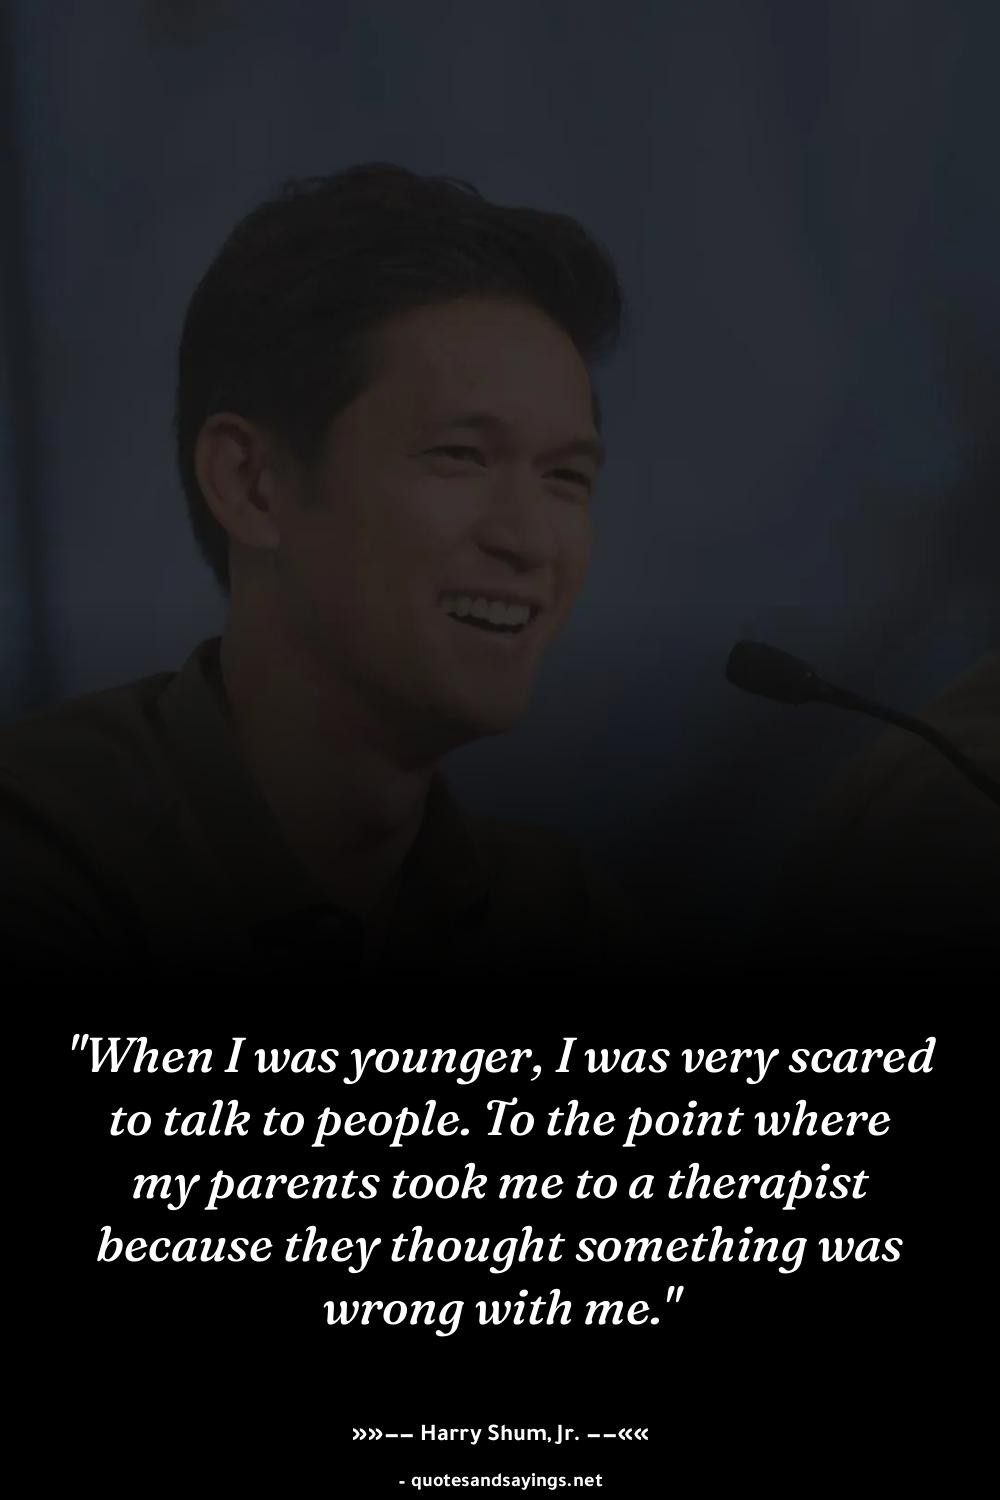 "When I was younger, I was very scared
to talk to people. To the point where
my parents took me to a therapist
because they thought something was
wrong with me."
»»–– Harry Shum, Jr. ––««
- quotesandsayings.net